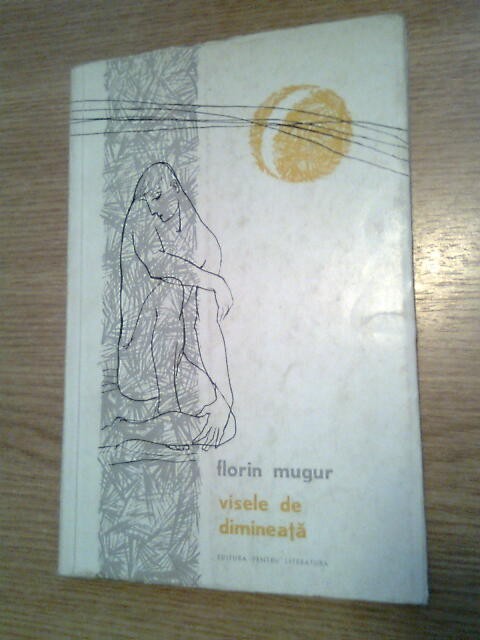 florin mugur
visele de
dimineață
EDITURA PENTRU LITERATURA